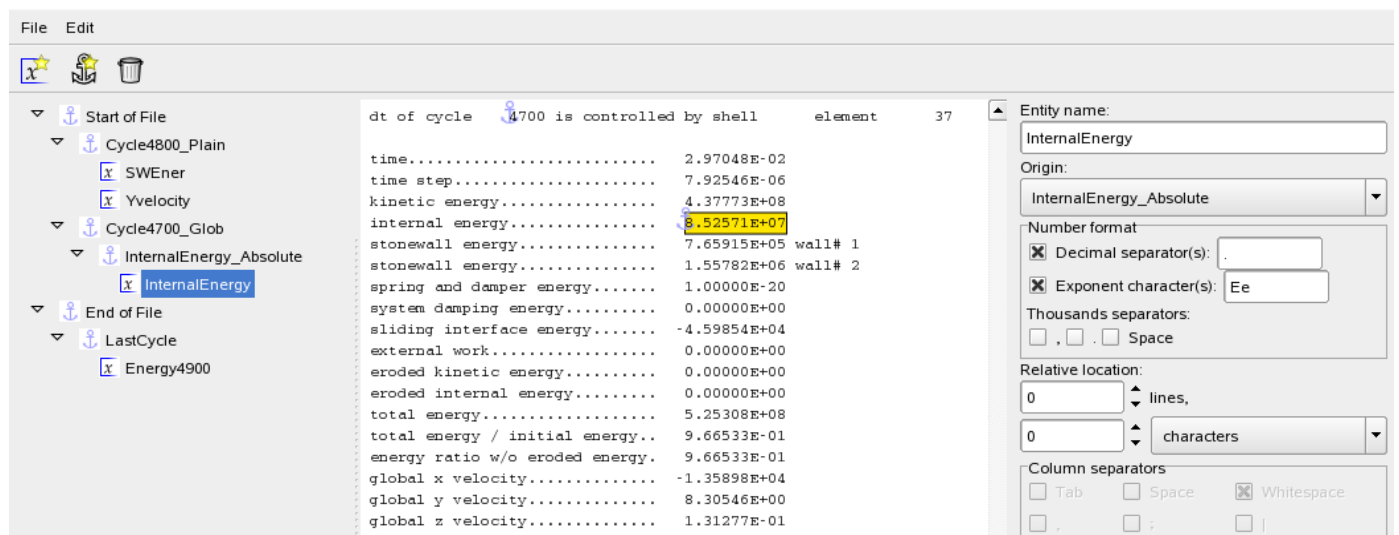 File Edit
Start of File
Cycle4800_Plain
x SWEner
x Yvelocity
Cycle4700_Glob
InternalEnergy_Absolute
x InternalEnergy
End of File
LastCycle
x Energy4900
dt of cycle 4700 is controlled by shell element 37
time........................... 2.97048E-02
time step...................... 7.92546E-06
kinetic energy................. 4.37773E+08
internal energy................ 8.52571E+07
stonewall energy............... 7.65915E+05 wall# 1
stonewall energy............... 1.55782E+06 wall# 2
spring and damper energy....... 1.00000E-20
system damping energy.......... 0.00000E+00
sliding interface energy....... -4.59854E+04
external work.................. 0.00000E+00
eroded kinetic energy.......... 0.00000E+00
eroded internal energy......... 0.00000E+00
total energy................... 5.25308E+08
total energy / initial energy.. 9.66533E-01
energy ratio w/o eroded energy. 9.66533E-01
global x velocity.............. -1.35898E+04
global y velocity.............. 8.30546E+00
global z velocity.............. 1.31277E-01
Entity name:
InternalEnergy
Origin:
InternalEnergy_Absolute
Number format
Decimal separator(s): .
Exponent character(s): Ee
Thousands separators:
, . Space
Relative location:
0 lines,
0 characters
Column separators
Tab Space Whitespace
, ; |